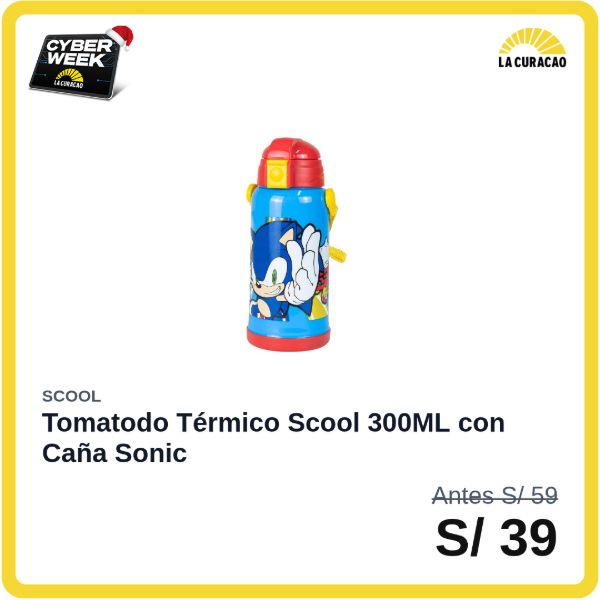 CYBER
WEEK
LA CURACAO
LA CURACAO
SCOOL
Tomatodo Térmico Scool 300ML con
Caña Sonic
Antes S/ 59
S/ 39